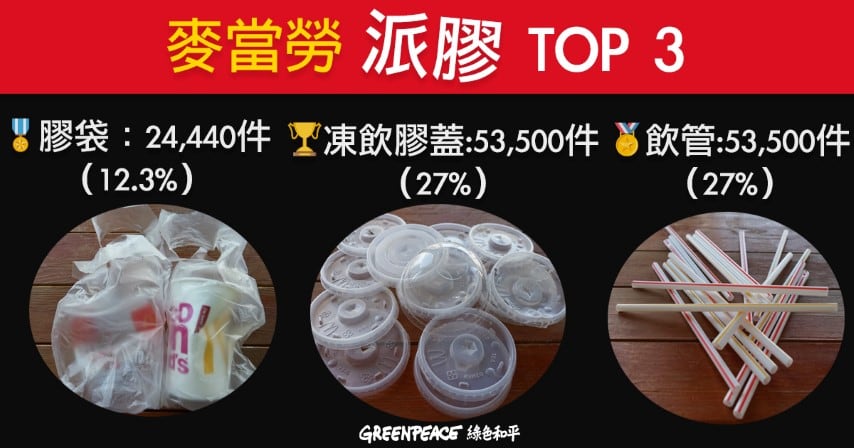 麥當勞 派膠 TOP 3
膠袋：24,440件
（12.3%）
凍飲膠蓋:53,500件
（27%）
飲管:53,500件
（27%）
GREENPEACE 綠色和平